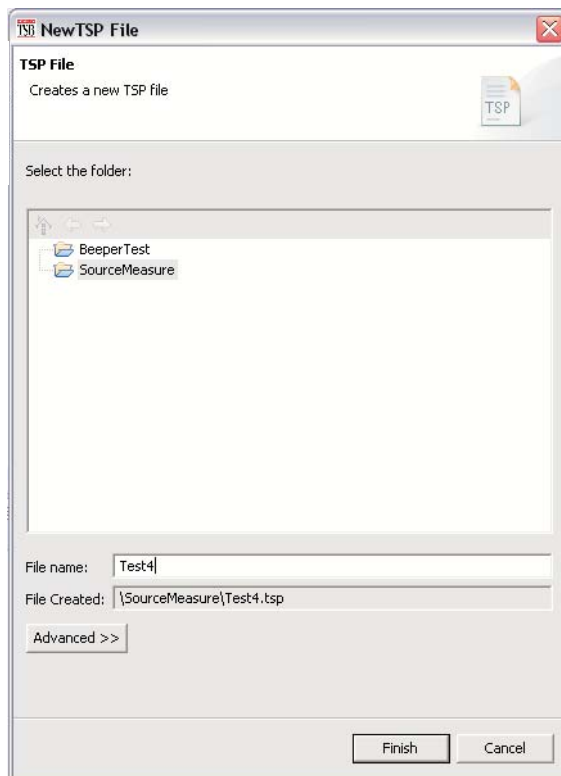 TSB NewTSP File
TSP File
Creates a new TSP file
TSP
Select the folder:
BeeperTest
SourceMeasure
File name: Test4
File Created: \SourceMeasure\Test4.tsp
Advanced >>
Finish Cancel